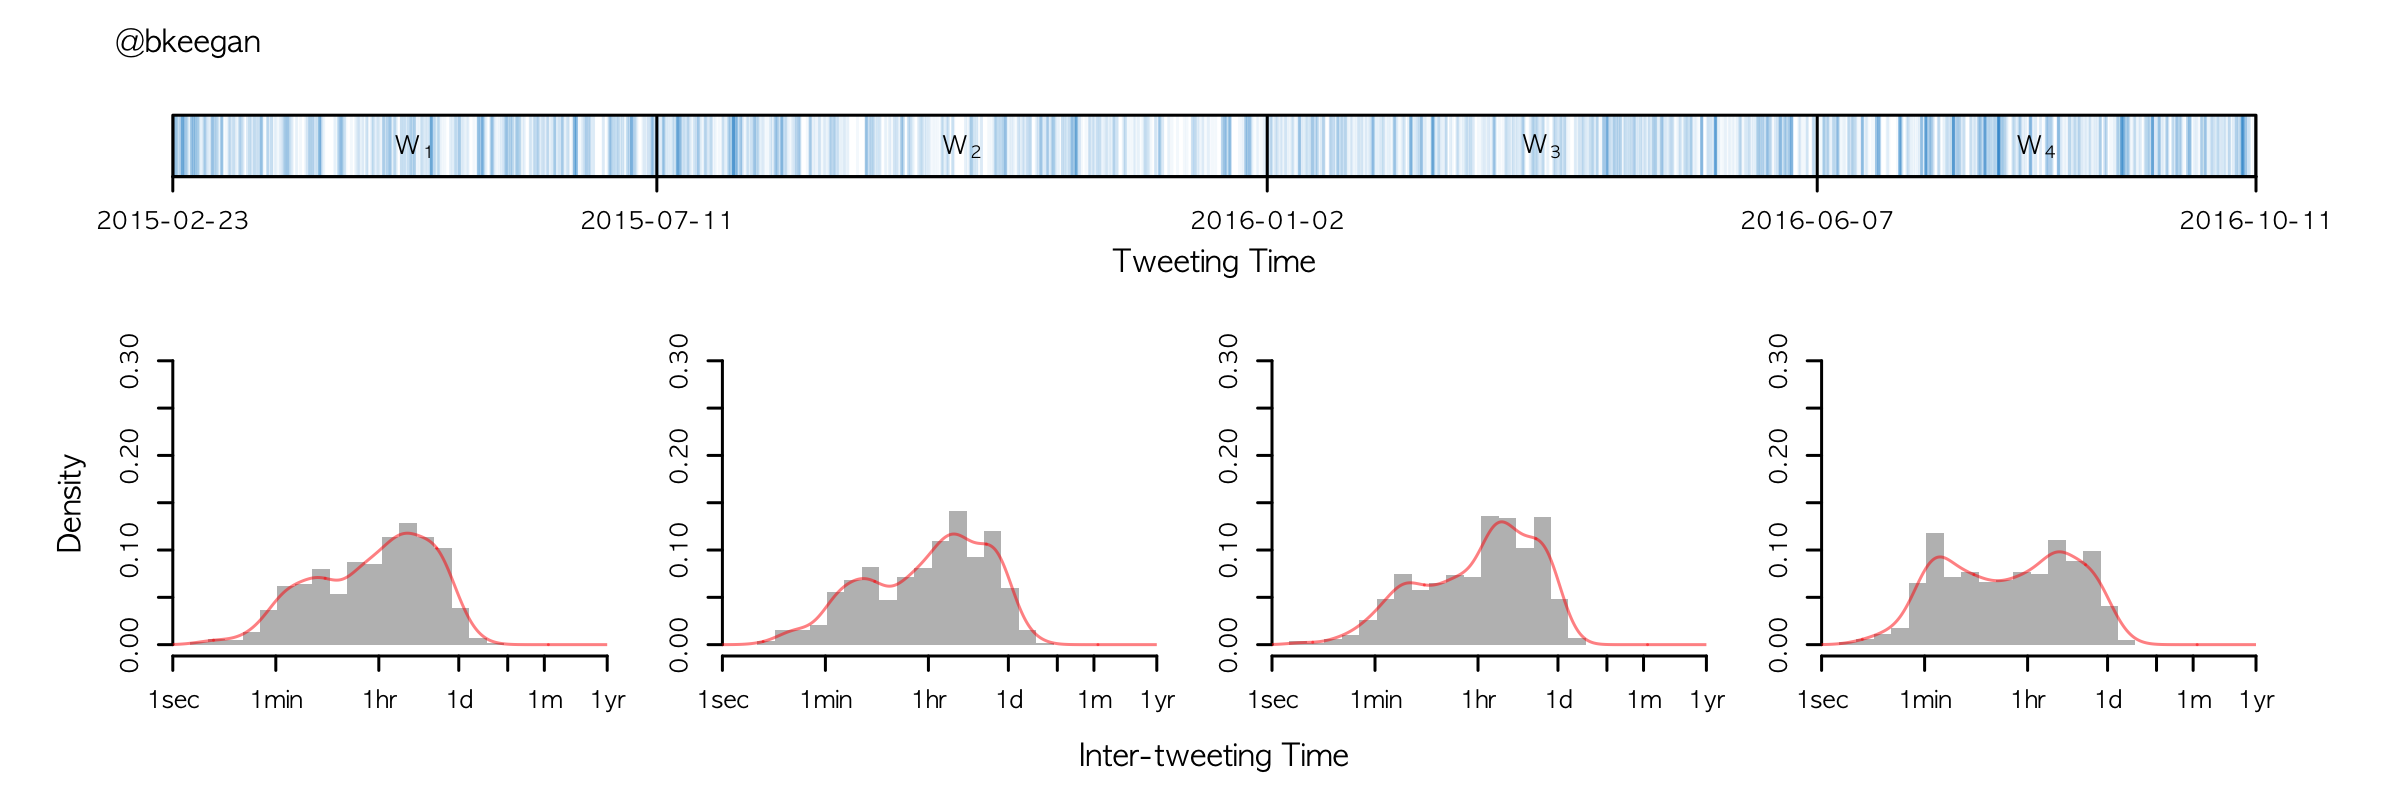 @bkeegan
W1 W2 W3 W4
2015-02-23 2015-07-11 2016-01-02 2016-06-07 2016-10-11
Tweeting Time
Density
0.30 0.30 0.30 0.30
0.20 0.20 0.20 0.20
0.10 0.10 0.10 0.10
0.00 0.00 0.00 0.00
1sec 1min 1hr 1d 1m 1yr 1sec 1min 1hr 1d 1m 1yr 1sec 1min 1hr 1d 1m 1yr 1sec 1min 1hr 1d 1m 1yr
Inter-tweeting Time